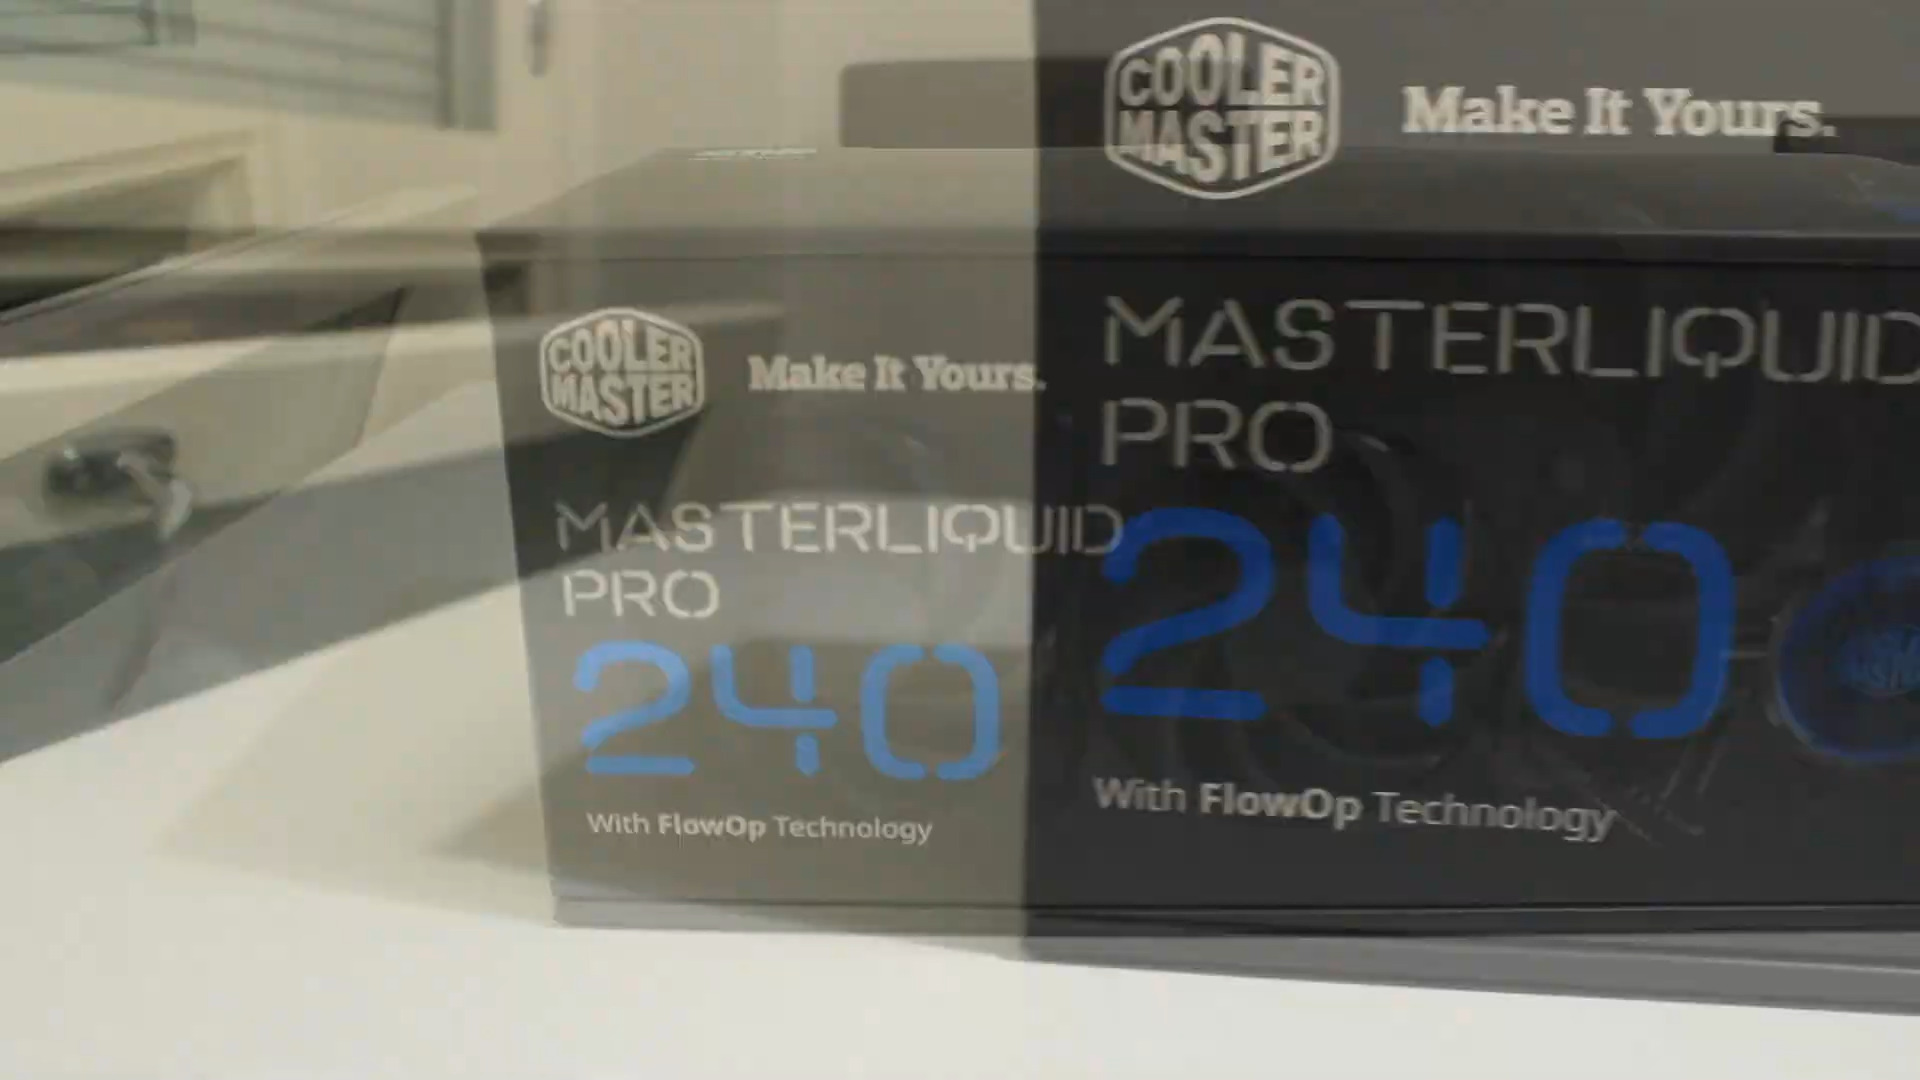 COOLER
MASTER
Make It Yours.
MASTERLIQUID
PRO
240
With FlowOp Technology
COOLER
MASTER
Make It Yours.
MASTERLIQUID
PRO
240
With FlowOp Technology